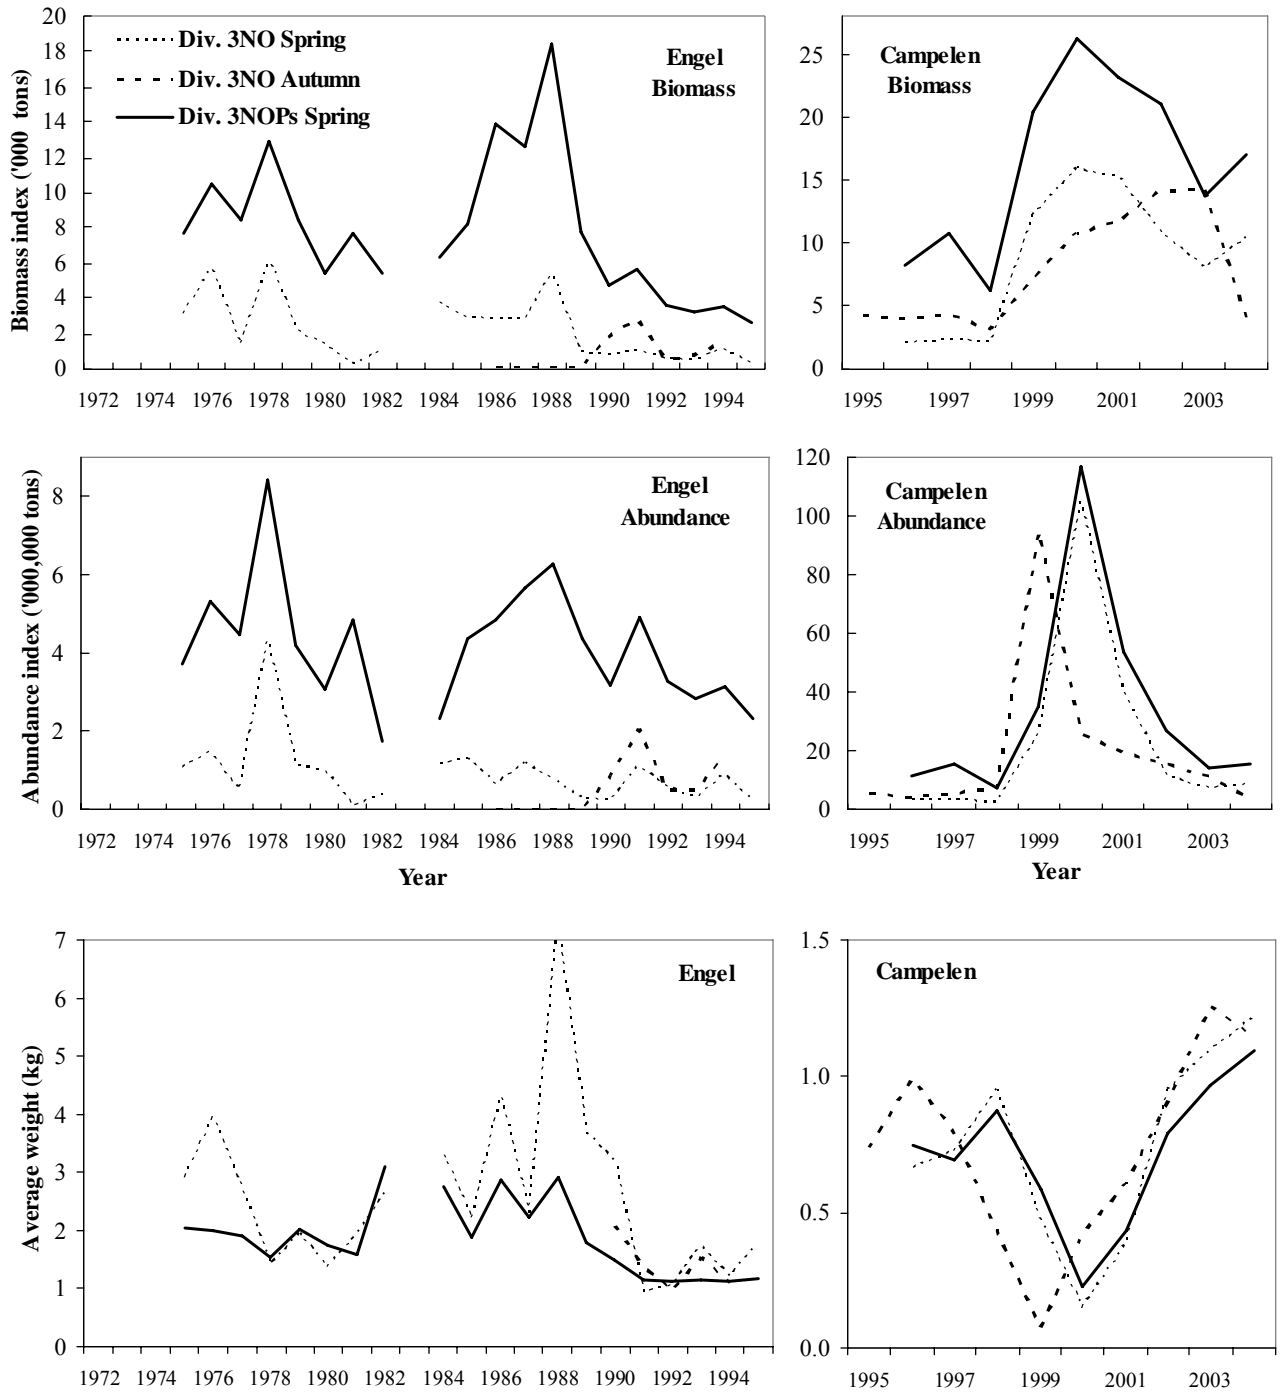 20
18
16
14
12
10
8
6
4
2
0
Biomass index ('000 tons)
Div. 3NO Spring
Div. 3NO Autumn
Div. 3NOPs Spring
Engel
Biomass
1972 1974 1976 1978 1980 1982 1984 1986 1988 1990 1992 1994
25
20
15
10
5
0
Campelen
Biomass
1995 1997 1999 2001 2003
8
6
4
2
0
Abundance index ('000,000 tons)
Engel
Abundance
1972 1974 1976 1978 1980 1982 1984 1986 1988 1990 1992 1994
Year
120
100
80
60
40
20
0
Campelen
Abundance
1995 1997 1999 2001 2003
Year
7
6
5
4
3
2
1
0
Average weight (kg)
Engel
1972 1974 1976 1978 1980 1982 1984 1986 1988 1990 1992 1994
1.5
1.0
0.5
0.0
Campelen
1995 1997 1999 2001 2003